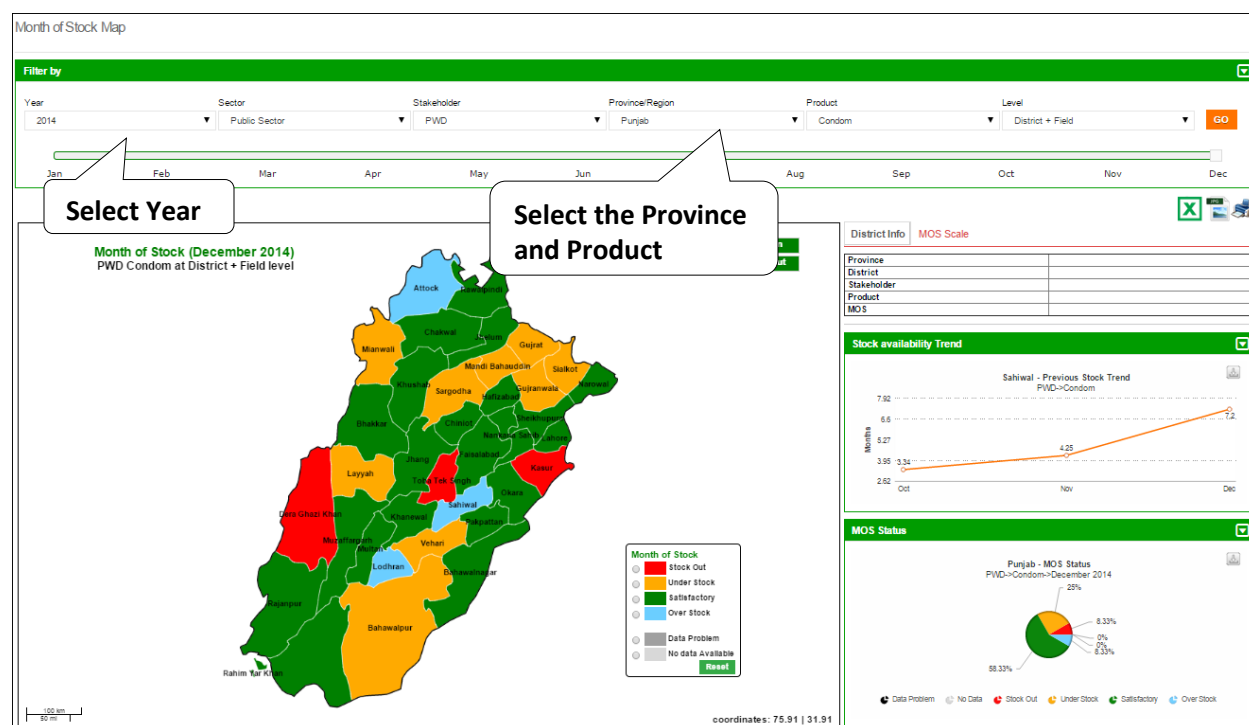 Month of Stock Map
Filter by
Year Sector Stakeholder Province/Region Product Level
2014 Public Sector PWD Punjab Condom District + Field GO
Jan Feb Mar Apr May Jun Aug Sep Oct Nov Dec
Select Year
Select the Province
and Product
Month of Stock (December 2014)
PWD Condom at District + Field level
Attock
Rawalpindi
Chakwal
Jhelum
Mianwali
Gujrat
Mandi Bahauddin
Sialkot
Khushab
Sargodha
Gujranwala
Narowal
Hafizabad
Bhakkar
Chiniot
Sheikhupura
Nankana Sahib
Lahore
Jhang
Faisalabad
Layyah
Toba Tek Singh
Kasur
Okara
Sahiwal
Dera Ghazi Khan
Khanewal
Pakpattan
Muzaffargarh
Multan
Vehari
Lodhran
Bahawalnagar
Rajanpur
Bahawalpur
Rahim Yar Khan
Month of Stock
Stock Out
Under Stock
Satisfactory
Over Stock
Data Problem
No data Available
Reset
100 km
50 mi
coordinates: 75.91 | 31.91
District Info MOS Scale
Province
District
Stakeholder
Product
MOS
Stock availability Trend
Sahiwal - Previous Stock Trend
PWD->Condom
Months
7.92
6.6
5.27
3.95
2.62
3.34
4.25
7.2
Oct Nov Dec
MOS Status
Punjab - MOS Status
PWD->Condom->December 2014
25%
8.33%
0%
0%
8.33%
58.33%
Data Problem No Data Stock Out Under Stock Satisfactory Over Stock